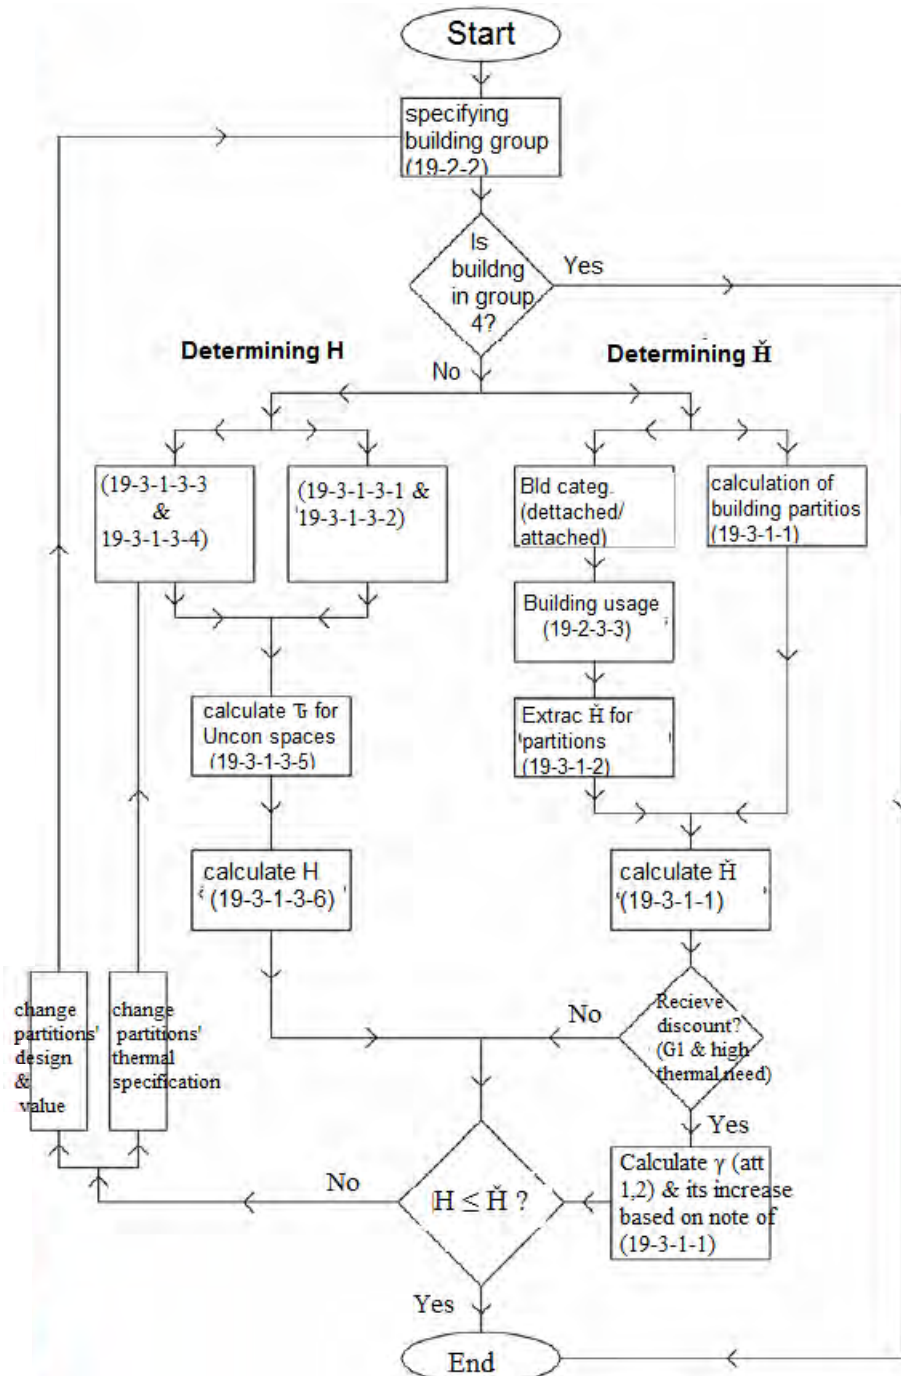 Start
specifying
building group
(19-2-2)
Is
buildng
in group
4?
Yes
No
Determining H
Determining Ȟ
(19-3-1-3-3
&
19-3-1-3-4)
(19-3-1-3-1 &
19-3-1-3-2)
Bld categ.
(dettached/
attached)
calculation of
building partitios
(19-3-1-1)
Building usage
(19-2-3-3)
calculate for
Uncon spaces
(19-3-1-3-5)
Extrac Ȟ for
partitions
(19-3-1-2)
calculate H
(19-3-1-3-6)
calculate Ȟ
(19-3-1-1)
change
partitions'
design
&
value
change
partitions'
thermal
specification
Recieve
discount?
(G1 & high
thermal need)
No
Yes
Calculate γ (att
1,2) & its increase
based on note of
(19-3-1-1)
H ≤ Ȟ ?
No
Yes
End